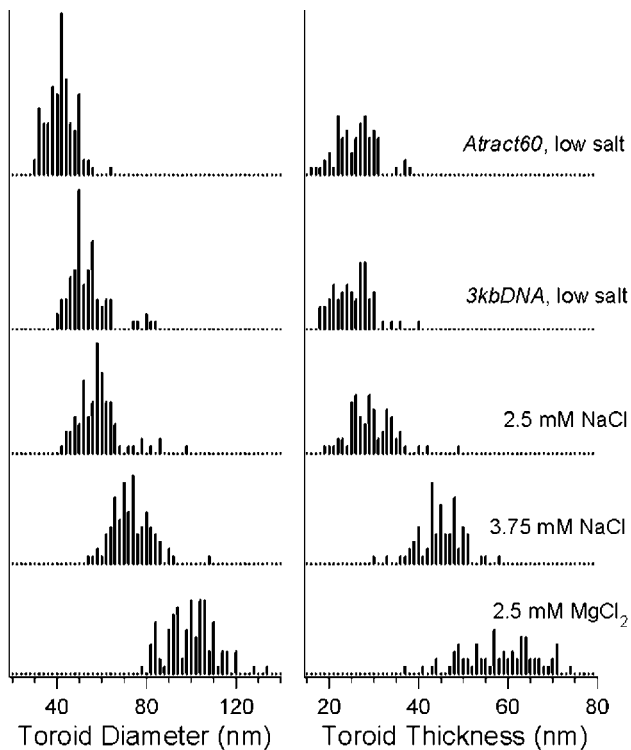 Atract60, low salt
3kbDNA, low salt
2.5 mM NaCl
3.75 mM NaCl
2.5 mM MgCl₂
40 80 120
20 40 60 80
Toroid Diameter (nm)
Toroid Thickness (nm)